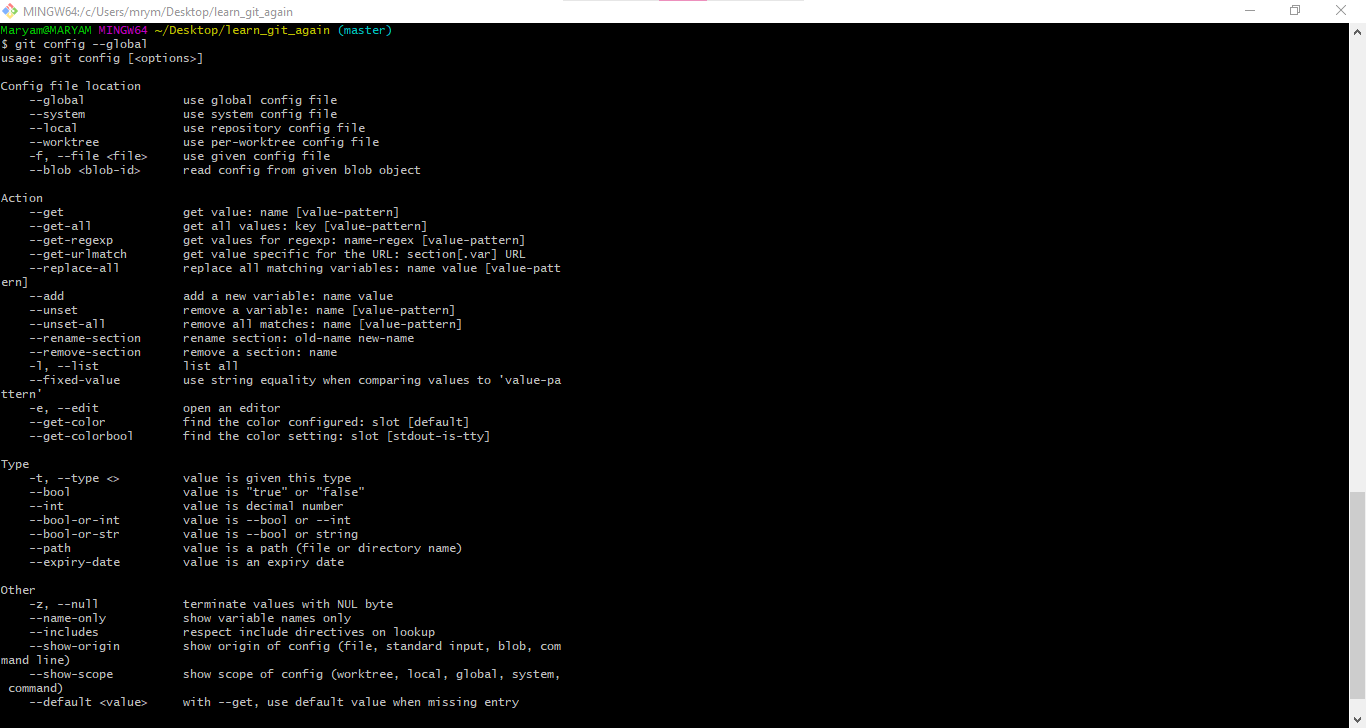 MINGW64:/c/Users/mrym/Desktop/learn_git_again
Maryam@MARYAM MINGW64 ~/Desktop/learn_git_again (master)
$ git config --global
usage: git config [<options>]

Config file location
    --global              use global config file
    --system              use system config file
    --local               use repository config file
    --worktree            use per-worktree config file
    -f, --file <file>     use given config file
    --blob <blob-id>      read config from given blob object

Action
    --get                 get value: name [value-pattern]
    --get-all             get all values: key [value-pattern]
    --get-regexp          get values for regexp: name-regex [value-pattern]
    --get-urlmatch        get value specific for the URL: section[.var] URL
    --replace-all         replace all matching variables: name value [value-patt
ern]
    --add                 add a new variable: name value
    --unset               remove a variable: name [value-pattern]
    --unset-all           remove all matches: name [value-pattern]
    --rename-section      rename section: old-name new-name
    --remove-section      remove a section: name
    -l, --list            list all
    --fixed-value         use string equality when comparing values to 'value-pa
ttern'
    -e, --edit            open an editor
    --get-color           find the color configured: slot [default]
    --get-colorbool       find the color setting: slot [stdout-is-tty]

Type
    -t, --type <>         value is given this type
    --bool                value is "true" or "false"
    --int                 value is decimal number
    --bool-or-int         value is --bool or --int
    --bool-or-str         value is --bool or string
    --path                value is a path (file or directory name)
    --expiry-date         value is an expiry date

Other
    -z, --null            terminate values with NUL byte
    --name-only           show variable names only
    --includes            respect include directives on lookup
    --show-origin         show origin of config (file, standard input, blob, com
mand line)
    --show-scope          show scope of config (worktree, local, global, system,
 command)
    --default <value>     with --get, use default value when missing entry